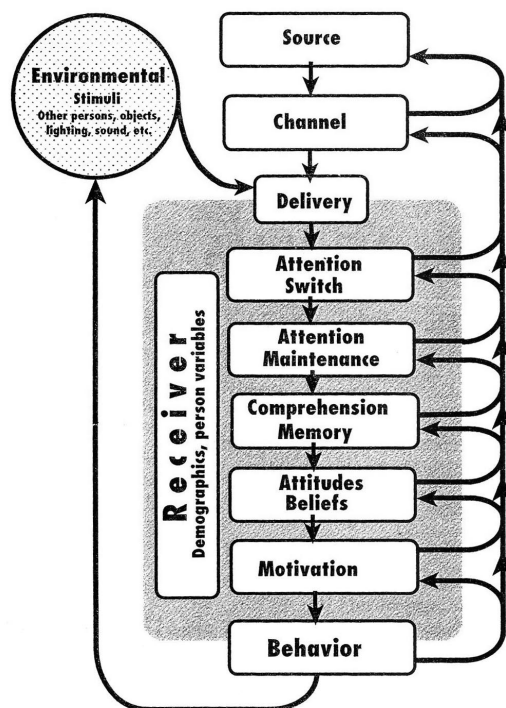 Source
Environmental
Stimuli
Other persons, objects,
lighting, sound, etc.
Channel
Delivery
Attention
Switch
Receiver
Demographics, person variables
Attention
Maintenance
Comprehension
Memory
Attitudes
Beliefs
Motivation
Behavior